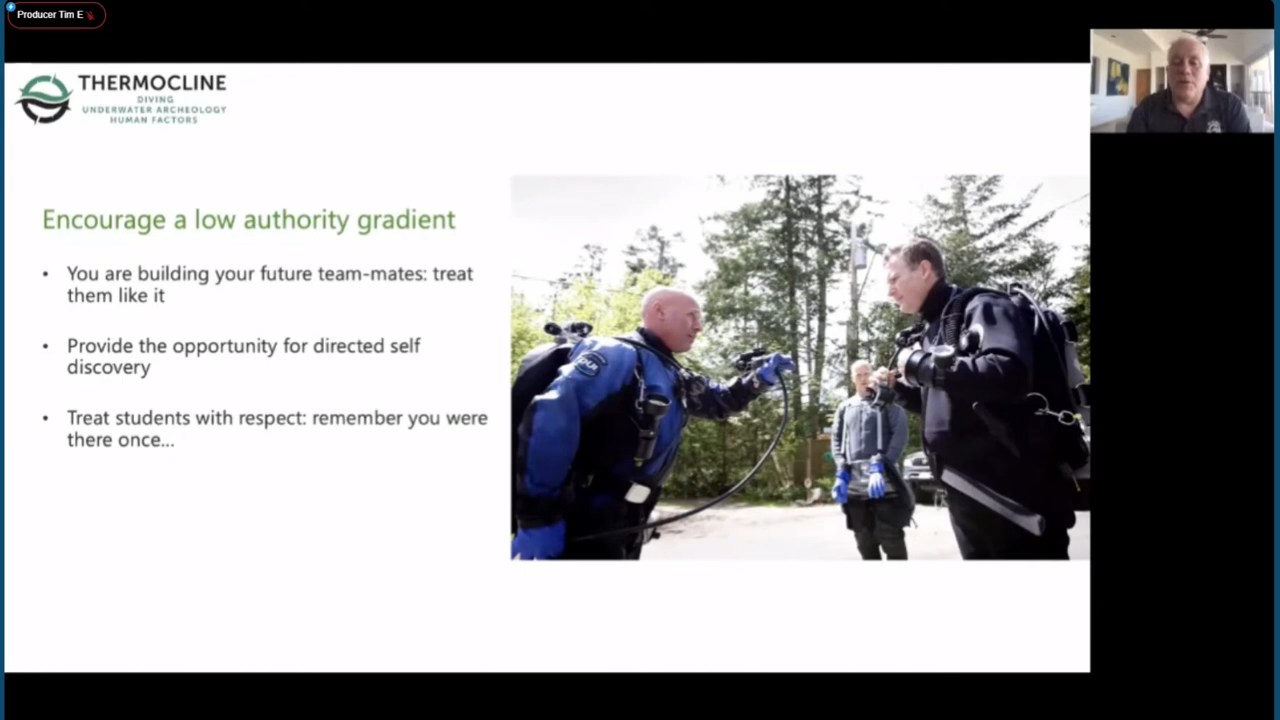 Producer Tim E
THERMOCLINE
DIVING
UNDERWATER ARCHEOLOGY
HUMAN FACTORS
Encourage a low authority gradient
• You are building your future team-mates: treat
them like it
• Provide the opportunity for directed self
discovery
• Treat students with respect: remember you were
there once...
DUI